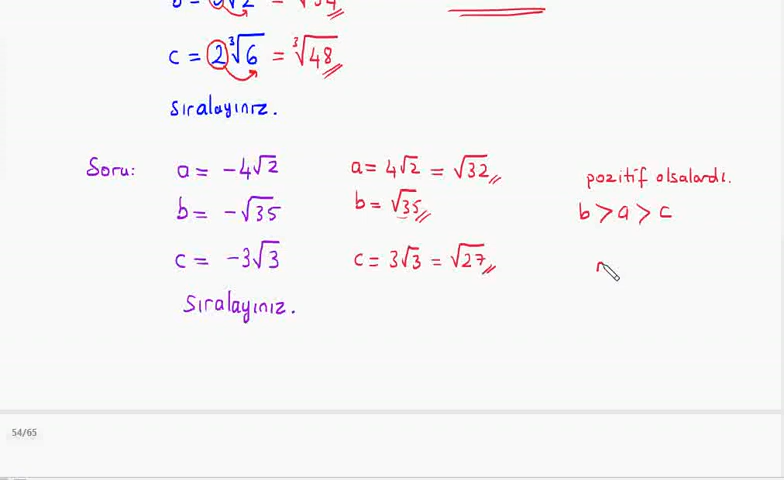 c = 2∛6 = ∛48
Sıralayınız.
Soru: a = -4√2 a = 4√2 = √32 pozitif olsalardı.
b = -√35 b = √35 b > a > c
c = -3√3 c = 3√3 = √27
Sıralayınız.
54/65